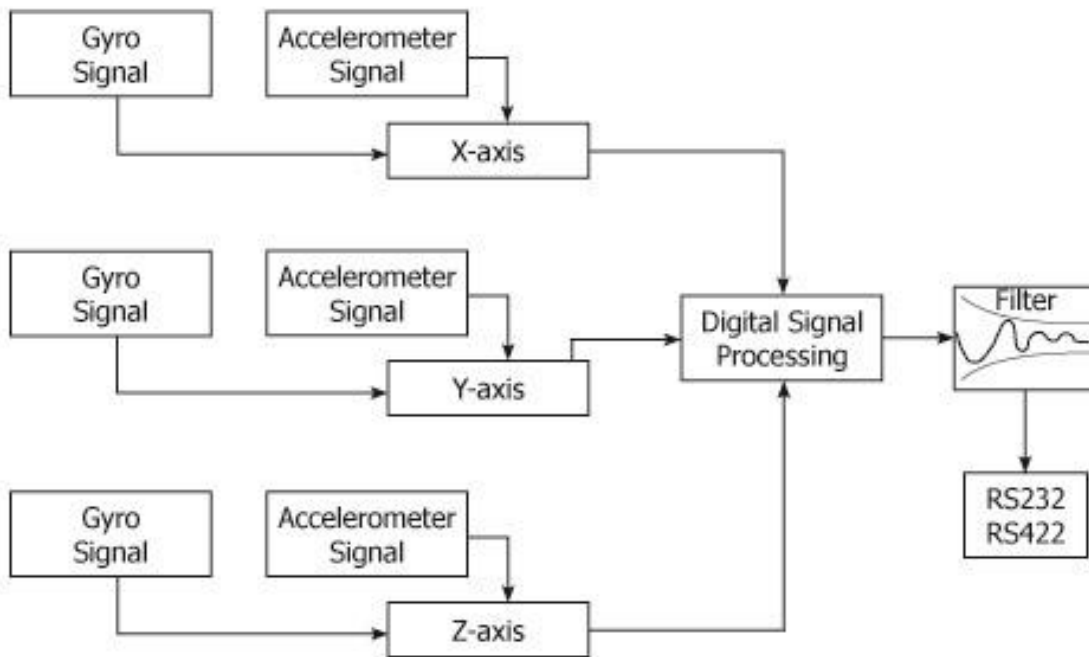 Gyro
Signal
Accelerometer
Signal
X-axis
Gyro
Signal
Accelerometer
Signal
Y-axis
Digital Signal
Processing
Filter
RS232
RS422
Gyro
Signal
Accelerometer
Signal
Z-axis